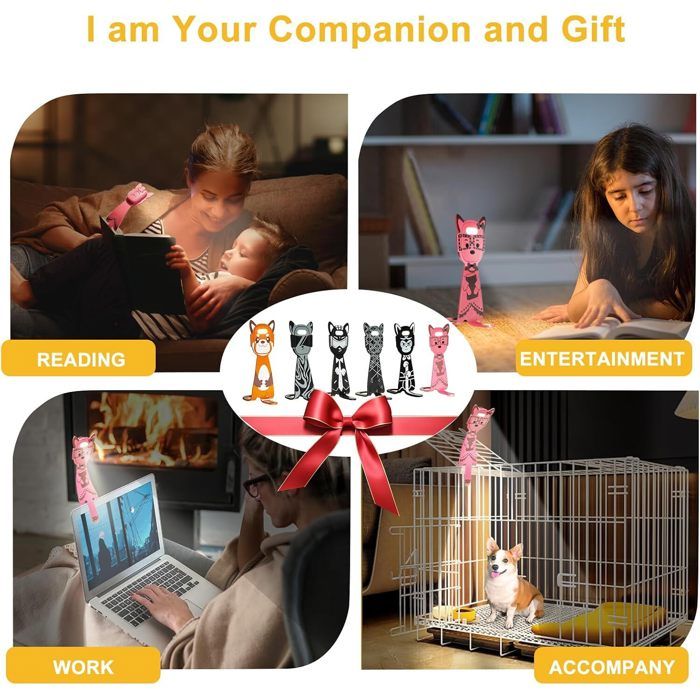 I am Your Companion and Gift
READING
ENTERTAINMENT
WORK
ACCOMPANY